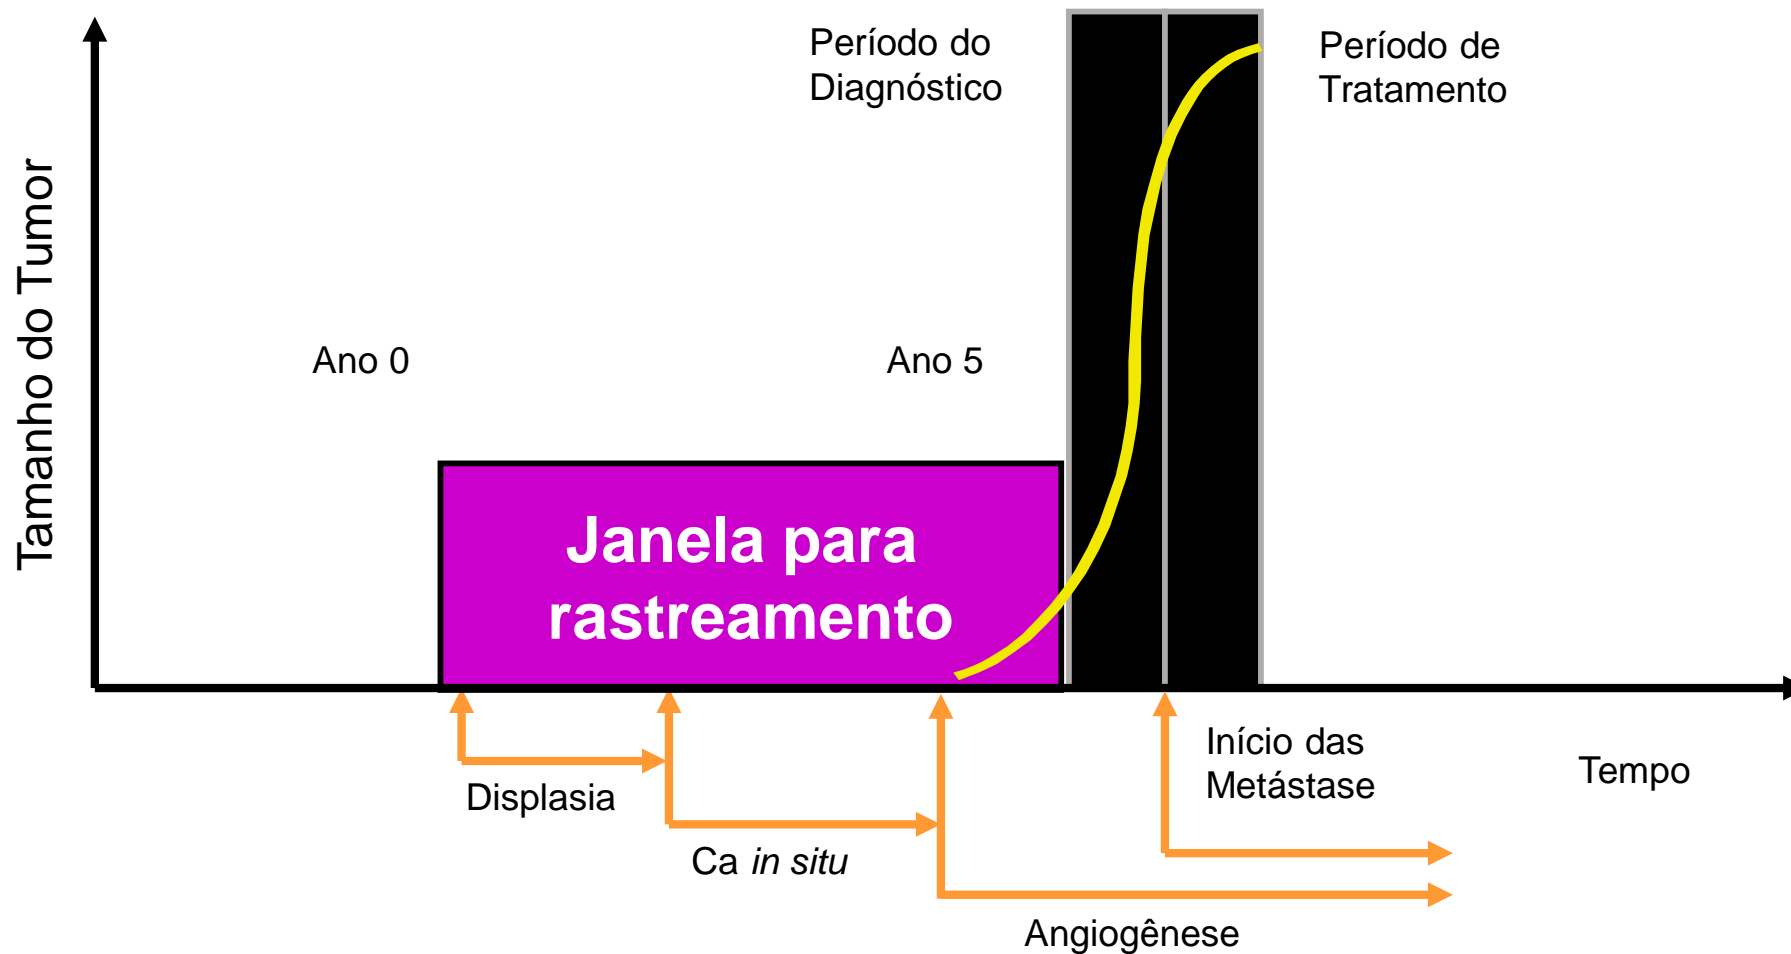 Período do
Diagnóstico
Período de
Tratamento
Tamanho do Tumor
Ano 0
Ano 5
Janela para
rastreamento
Início das
Metástase
Tempo
Displasia
Ca in situ
Angiogênese